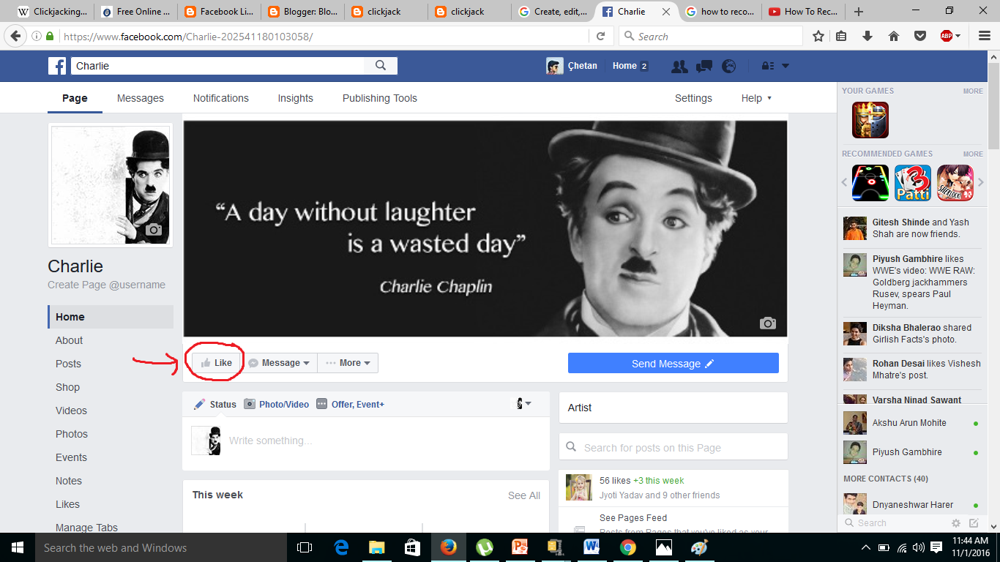 Clickjacking...
Free Online ...
Facebook Li...
Blogger: Blo...
clickjack
clickjack
Create, edit,...
Charlie
how to reco...
How To Rec...
https://www.facebook.com/Charlie-202541180103058/
Search
ABP
Charlie
Çhetan
Home 2
Page
Messages
Notifications
Insights
Publishing Tools
Settings
Help
YOUR GAMES
MORE
RECOMMENDED GAMES
MORE
3
Patti
“A day without laughter
is a wasted day”
Charlie Chaplin
Charlie
Create Page @username
Home
About
Posts
Shop
Videos
Photos
Events
Notes
Likes
Manage Tabs
Like
Message
More
Send Message
Status
Photo/Video
Offer, Event+
Write something...
This week
See All
Artist
Search for posts on this Page
56 likes +3 this week
Jyoti Yadav and 9 other friends
See Pages Feed
Posts from Pages that you've liked as your
Gitesh Shinde and Yash
Shah are now friends.
Piyush Gambhire likes
WWE's video: WWE RAW:
Goldberg jackhammers
Rusev, spears Paul
Heyman.
Diksha Bhalerao shared
Girlish Facts's photo.
Rohan Desai likes Vishesh
Mhatre's post.
Varsha Ninad Sawant
Akshu Arun Mohite
Piyush Gambhire
MORE CONTACTS (40)
Dnyaneshwar Harer
Search
Search the web and Windows
11:44 AM
11/1/2016